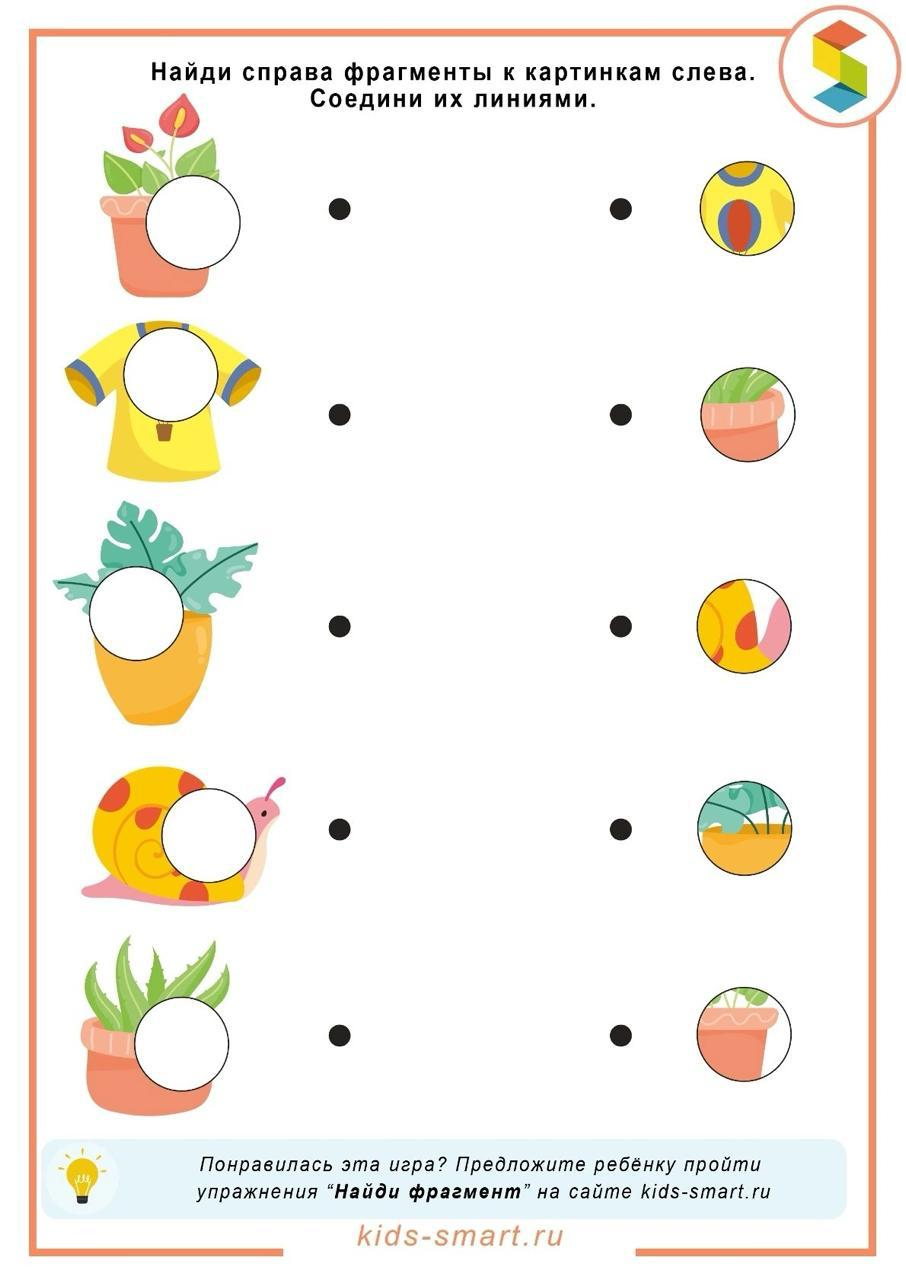 Найди справа фрагменты к картинкам слева.
Соедини их линиями.
Понравилась эта игра? Предложите ребёнку пройти
упражнения “Найди фрагмент” на сайте kids-smart.ru
kids-smart.ru